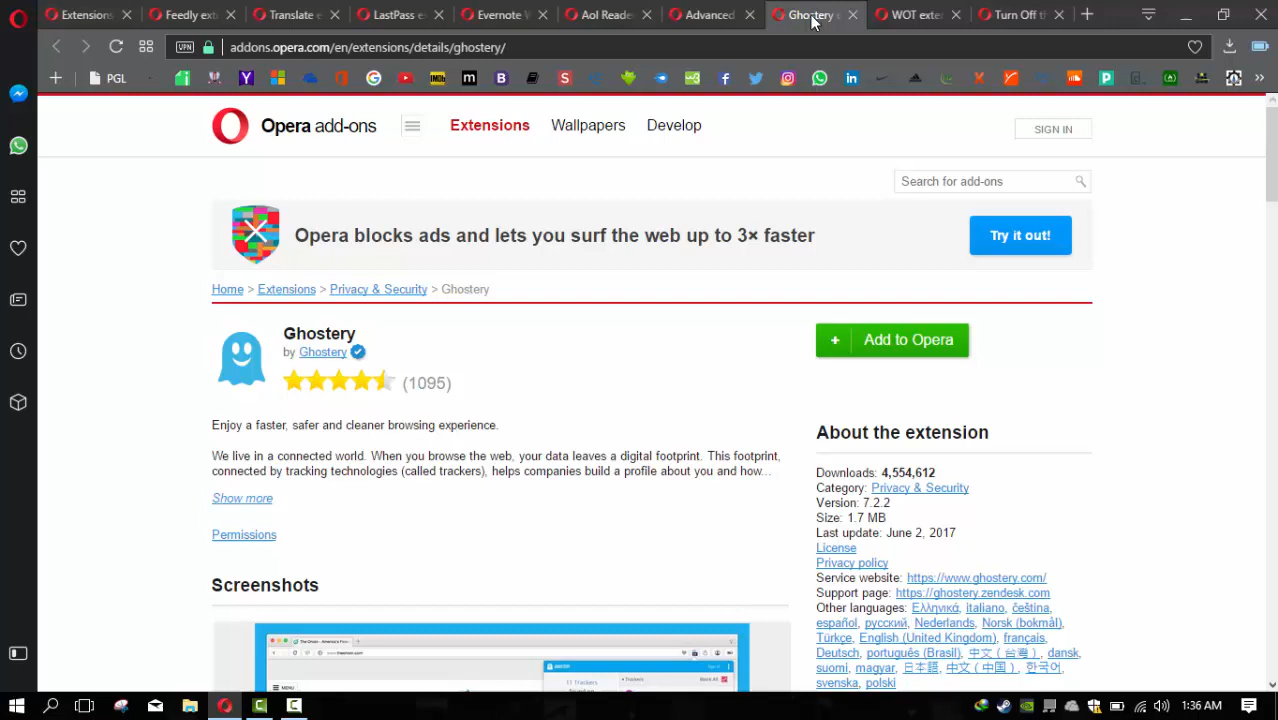 Extensions
Feedly ext
Translate
LastPass e
Evernote W
Aol Reade
Advanced
Ghostery
WOT exter
Turn Off th
VPN
addons.opera.com/en/extensions/details/ghostery/
PGL
Opera add-ons
Extensions
Wallpapers
Develop
SIGN IN
Search for add-ons
Opera blocks ads and lets you surf the web up to 3× faster
Try it out!
Home > Extensions > Privacy & Security > Ghostery
Ghostery
by Ghostery
(1095)
+ Add to Opera
Enjoy a faster, safer and cleaner browsing experience.
We live in a connected world. When you browse the web, your data leaves a digital footprint. This footprint,
connected by tracking technologies (called trackers), helps companies build a profile about you and how...
Show more
Permissions
Screenshots
About the extension
Downloads: 4,554,612
Category: Privacy & Security
Version: 7.2.2
Size: 1.7 MB
Last update: June 2, 2017
License
Privacy policy
Service website: https://www.ghostery.com/
Support page: https://ghostery.zendesk.com
Other languages: Ελληνικά, italiano, čeština,
español, русский, Nederlands, Norsk (bokmål),
Türkçe, English (United Kingdom), français,
Deutsch, português (Brasil), 中文（台灣）, dansk,
suomi, magyar, 日本語, 中文（中国）, 한국어,
svenska, polski
MENU
11 Trackers
1:36 AM